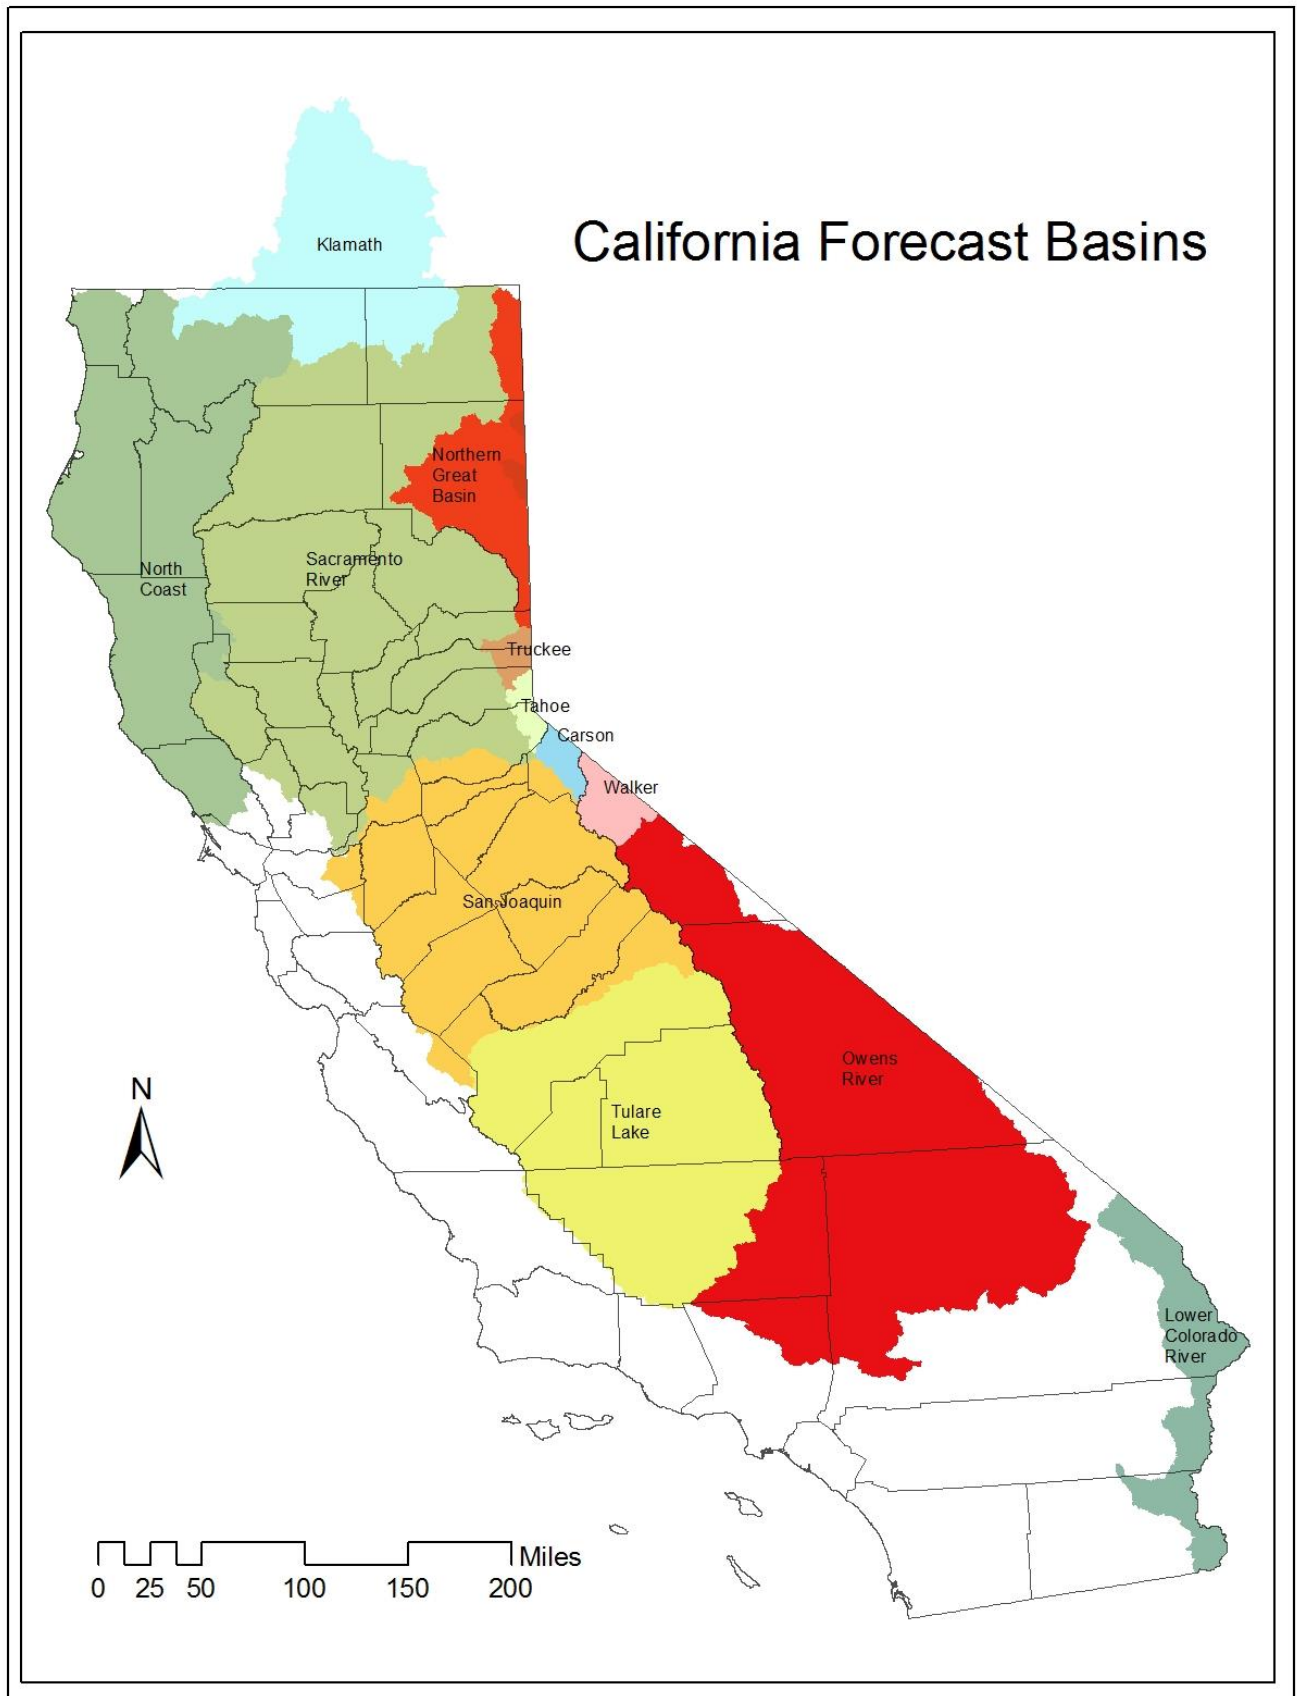 California Forecast Basins
Klamath
Northern
Great
Basin
Sacramento
River
North
Coast
Truckee
Tahoe
Carson
Walker
San Joaquin
Owens
River
Tulare
Lake
N
Lower
Colorado
River
Miles
0 25 50 100 150 200